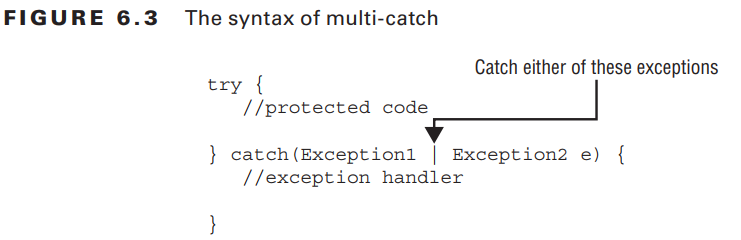 FIGURE 6.3 The syntax of multi-catch
Catch either of these exceptions
try {
//protected code
} catch(Exception1 | Exception2 e) {
//exception handler
}